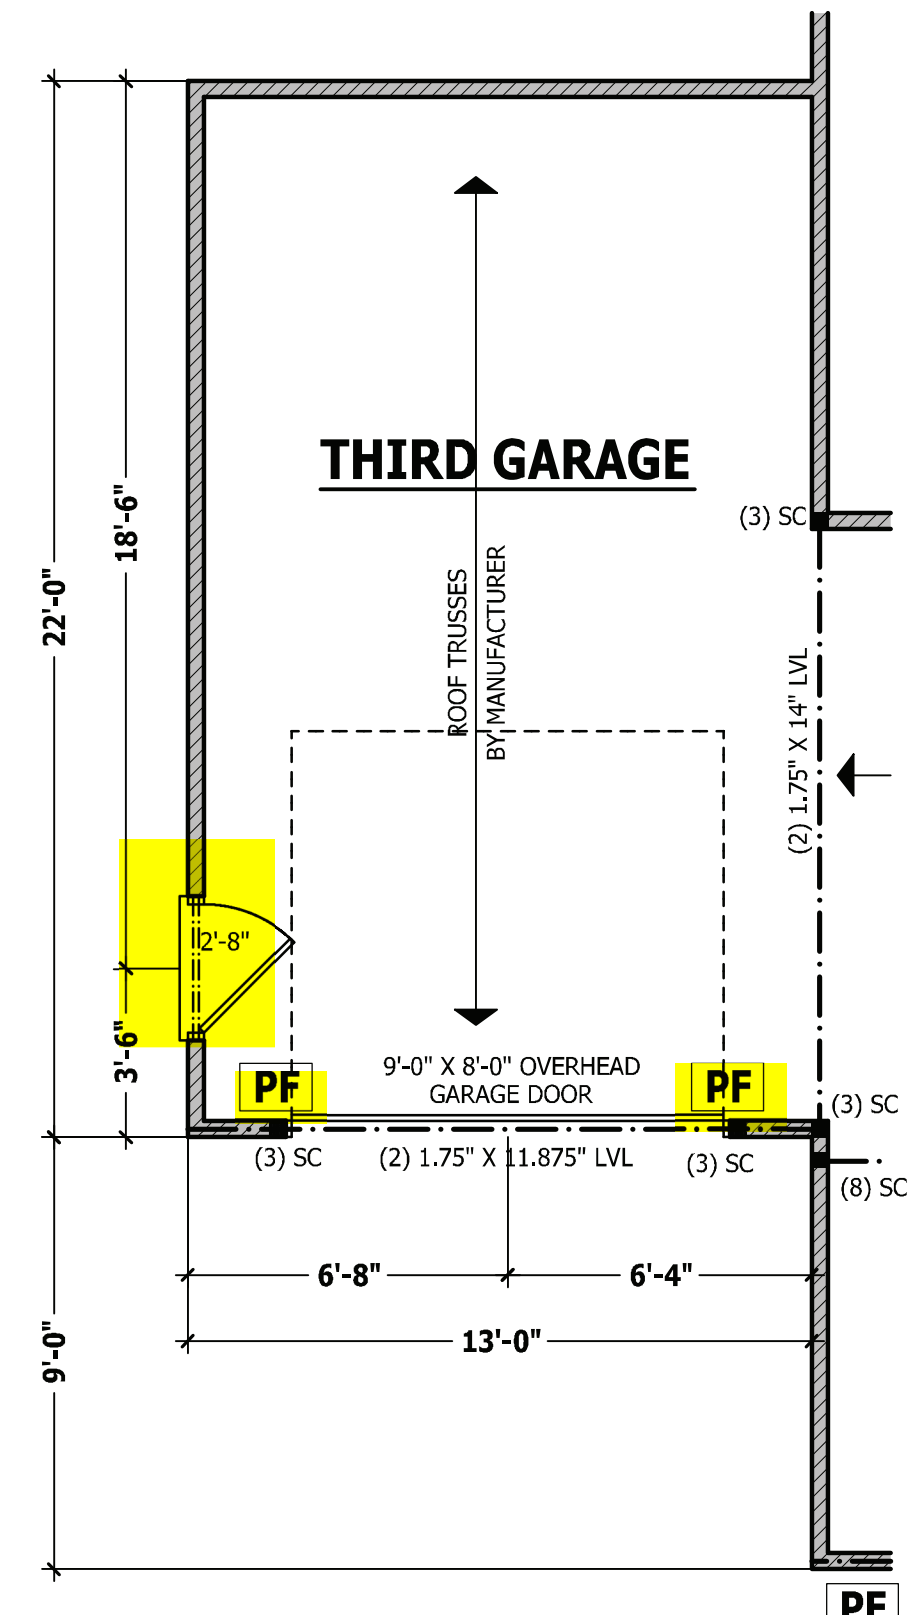 THIRD GARAGE
(3) SC
18'-6"
22'-0"
ROOF TRUSSES
BY MANUFACTURER
(2) 1.75" X 14" LVL
2'-8"
3'-6"
PF
9'-0" X 8'-0" OVERHEAD
GARAGE DOOR
PF
(3) SC
(3) SC
(2) 1.75" X 11.875" LVL
(3) SC
(8) SC
6'-8"
6'-4"
13'-0"
9'-0"
PF